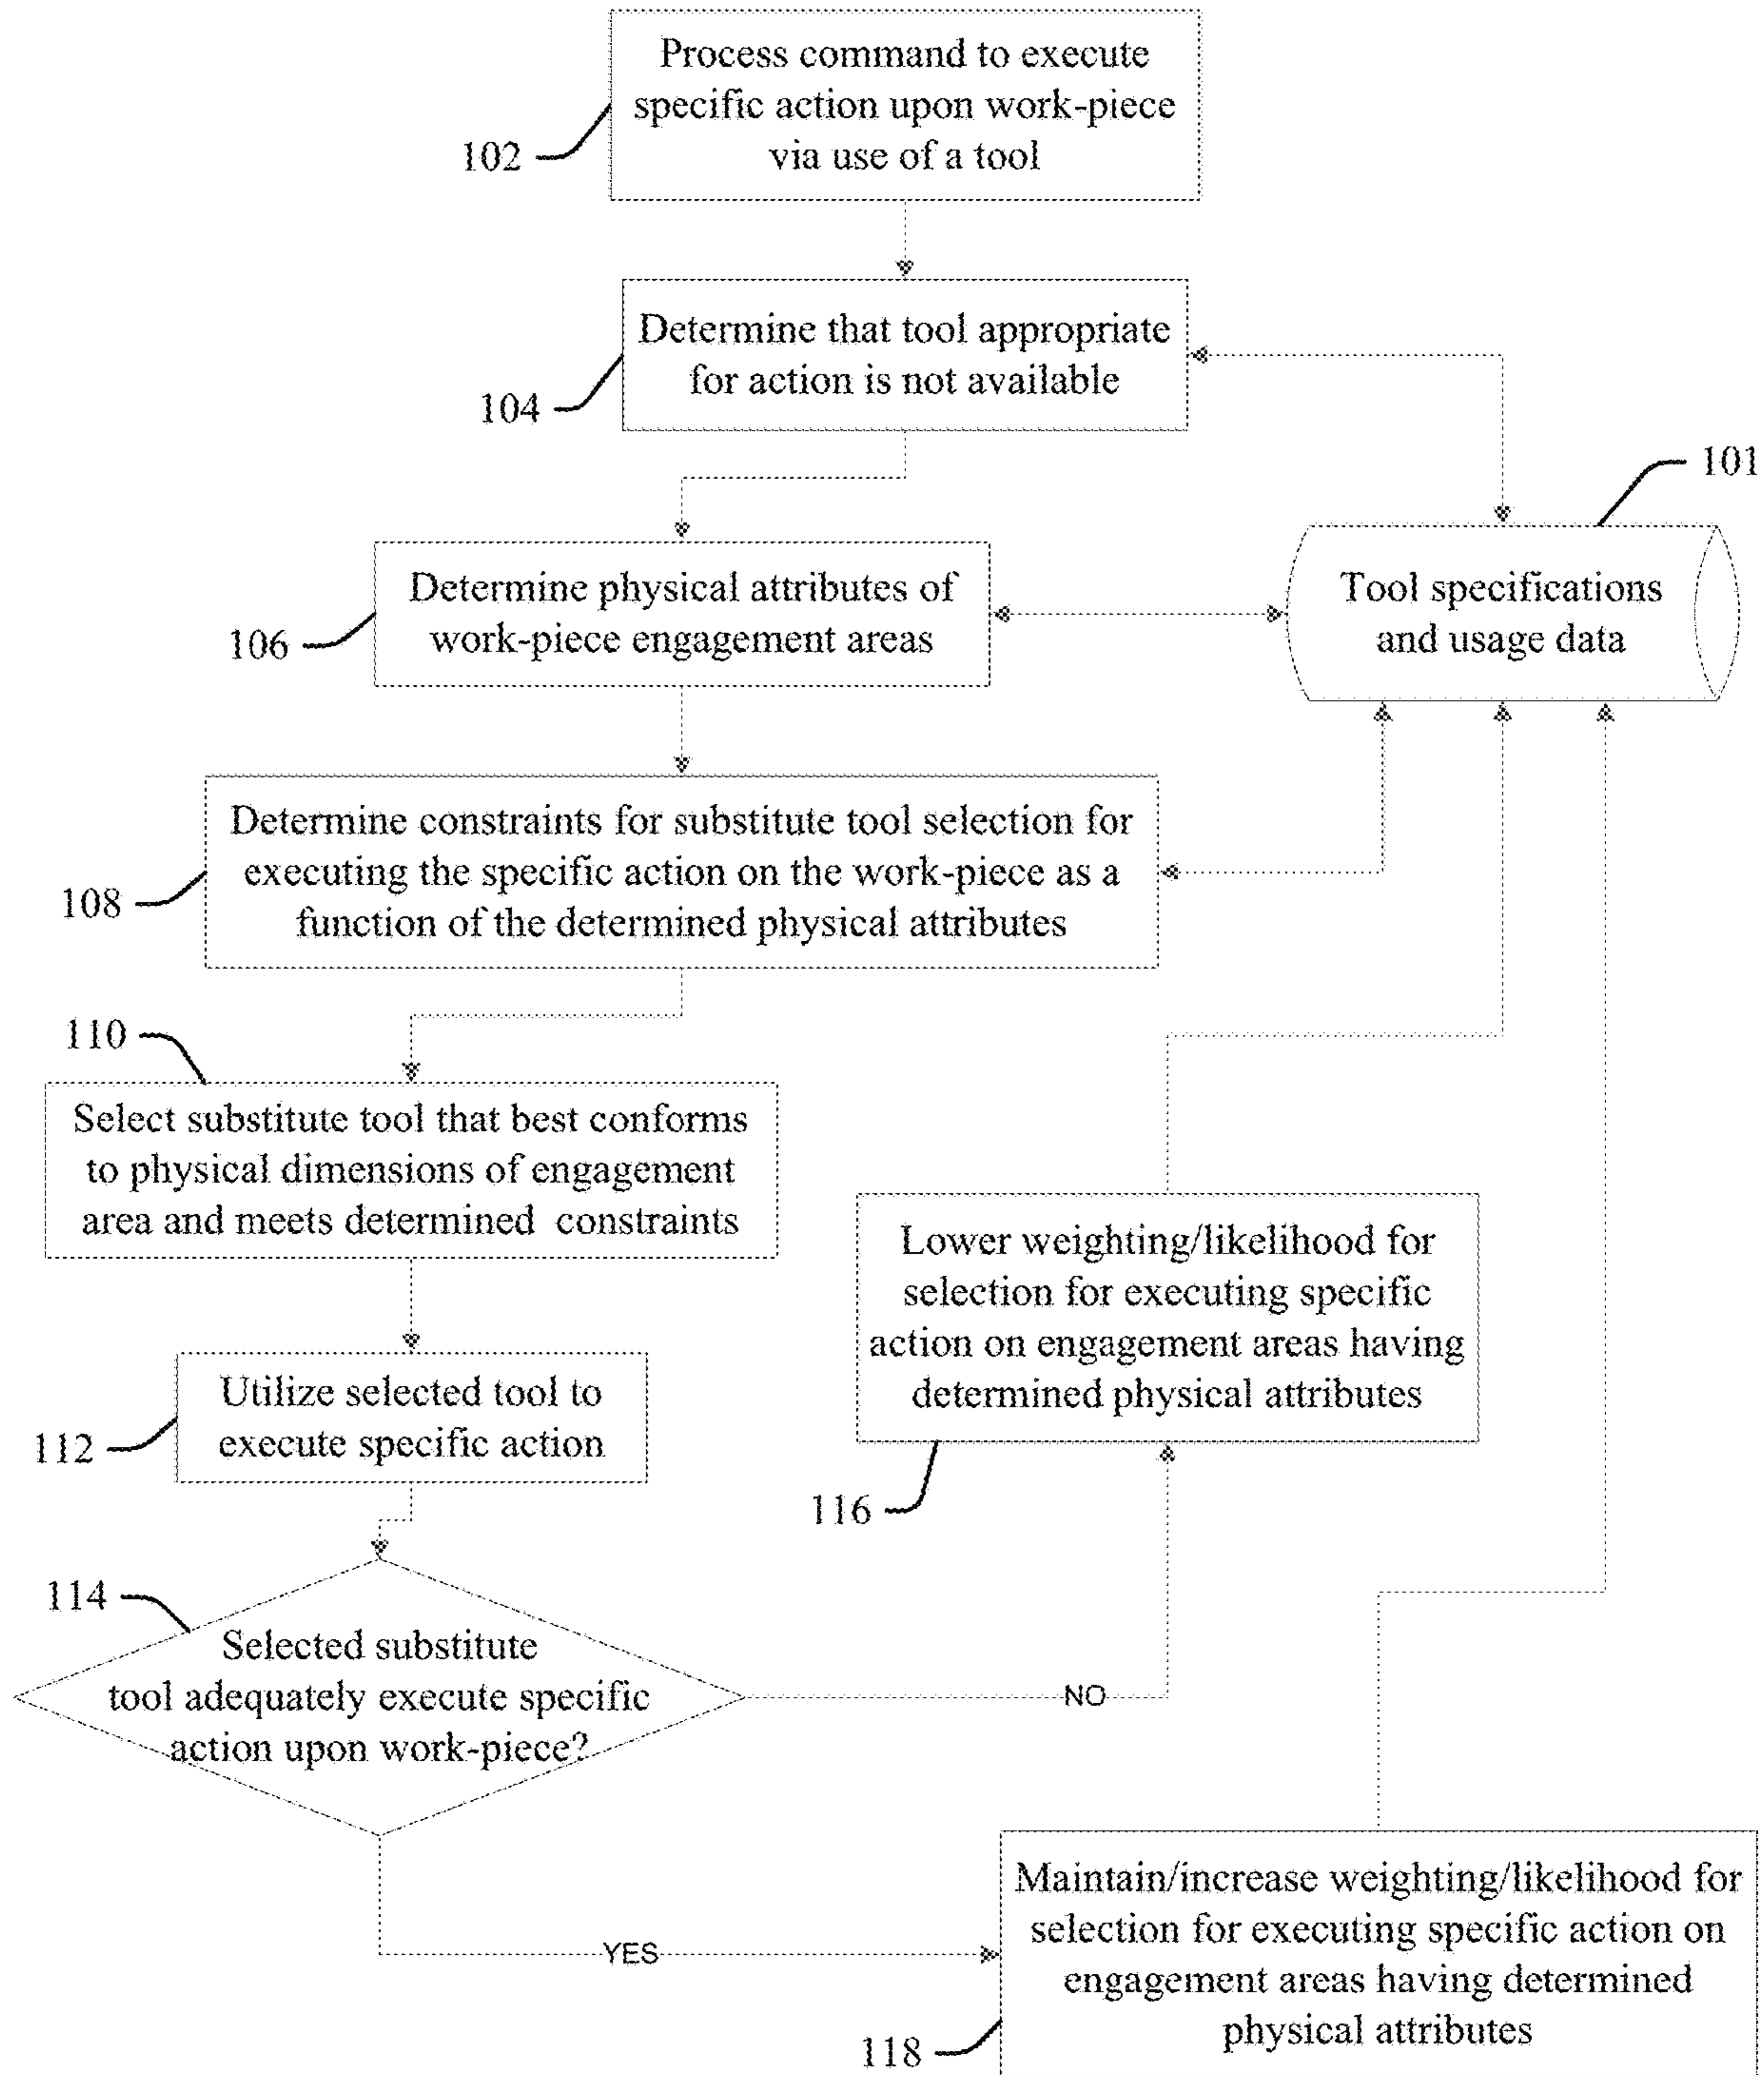 Process command to execute
specific action upon work-piece
via use of a tool
102
Determine that tool appropriate
for action is not available
104
101
Tool specifications
and usage data
Determine physical attributes of
work-piece engagement areas
106
Determine constraints for substitute tool selection for
executing the specific action on the work-piece as a
function of the determined physical attributes
108
110
Select substitute tool that best conforms
to physical dimensions of engagement
area and meets determined constraints
Lower weighting/likelihood for
selection for executing specific
action on engagement areas having
determined physical attributes
116
Utilize selected tool to
execute specific action
112
114
Selected substitute
tool adequately execute specific
action upon work-piece?
NO
YES
Maintain/increase weighting/likelihood for
selection for executing specific action on
engagement areas having determined
physical attributes
118